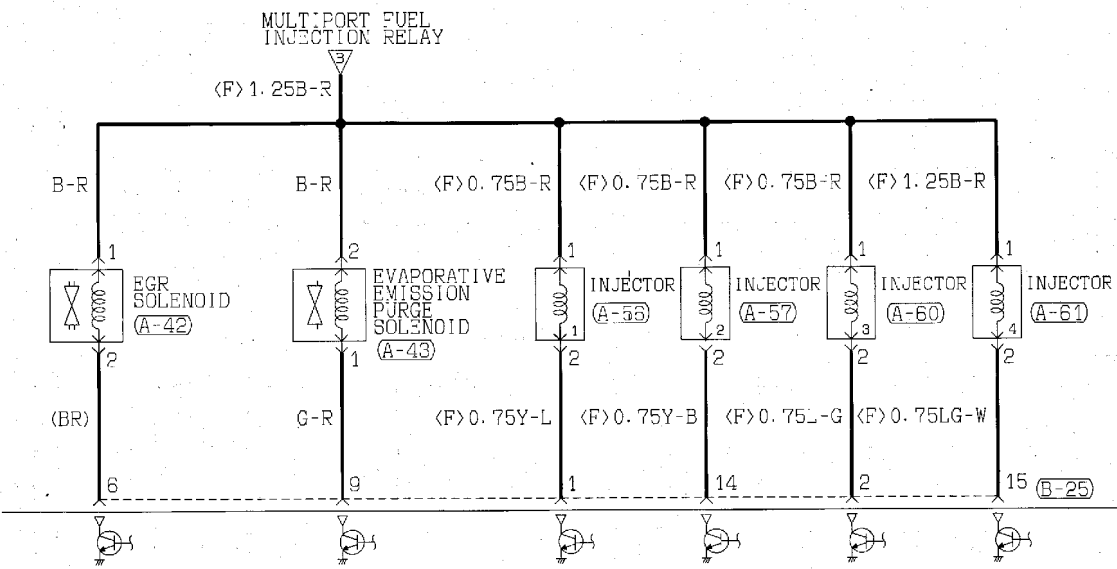 MULTIPORT FUEL
INJECTION RELAY
3
<F>1.25B-R
B-R
B-R
<F>0.75B-R
<F>0.75B-R
<F>0.75B-R
<F>1.25B-R
1
2
1
1
1
1
EGR
SOLENOID
(A-42)
EVAPORATIVE
EMISSION
PURGE
SOLENOID
(A-43)
INJECTOR
INJECTOR
INJECTOR
INJECTOR
(A-57)
(A-60)
(A-61)
1
2
3
4
2
1
2
2
2
2
(BR)
G-R
<F>0.75Y-L
<F>0.75Y-B
<F>0.75L-G
<F>0.75LG-W
6
9
1
14
2
15
(B-25)